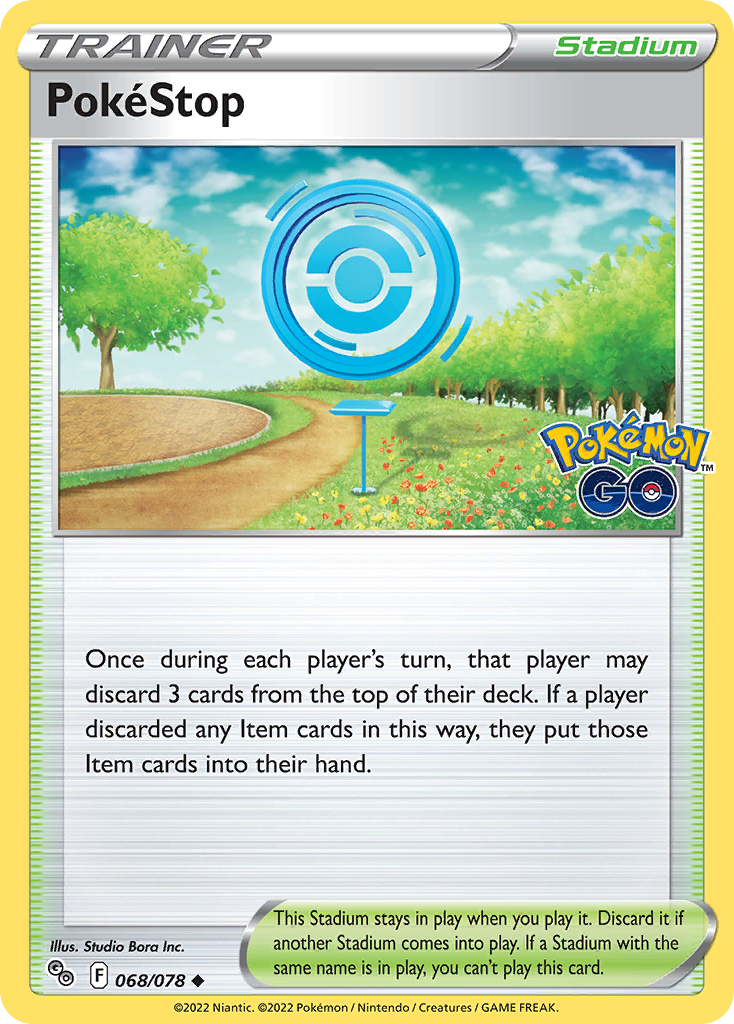 TRAINER
Stadium
PokéStop
POKéMON
GO
TM
Once during each player's turn, that player may
discard 3 cards from the top of their deck. If a player
discarded any Item cards in this way, they put those
Item cards into their hand.
This Stadium stays in play when you play it. Discard it if
another Stadium comes into play. If a Stadium with the
same name is in play, you can't play this card.
Illus. Studio Bora Inc.
GO
F
068/078
©2022 Niantic. ©2022 Pokémon / Nintendo / Creatures / GAME FREAK.